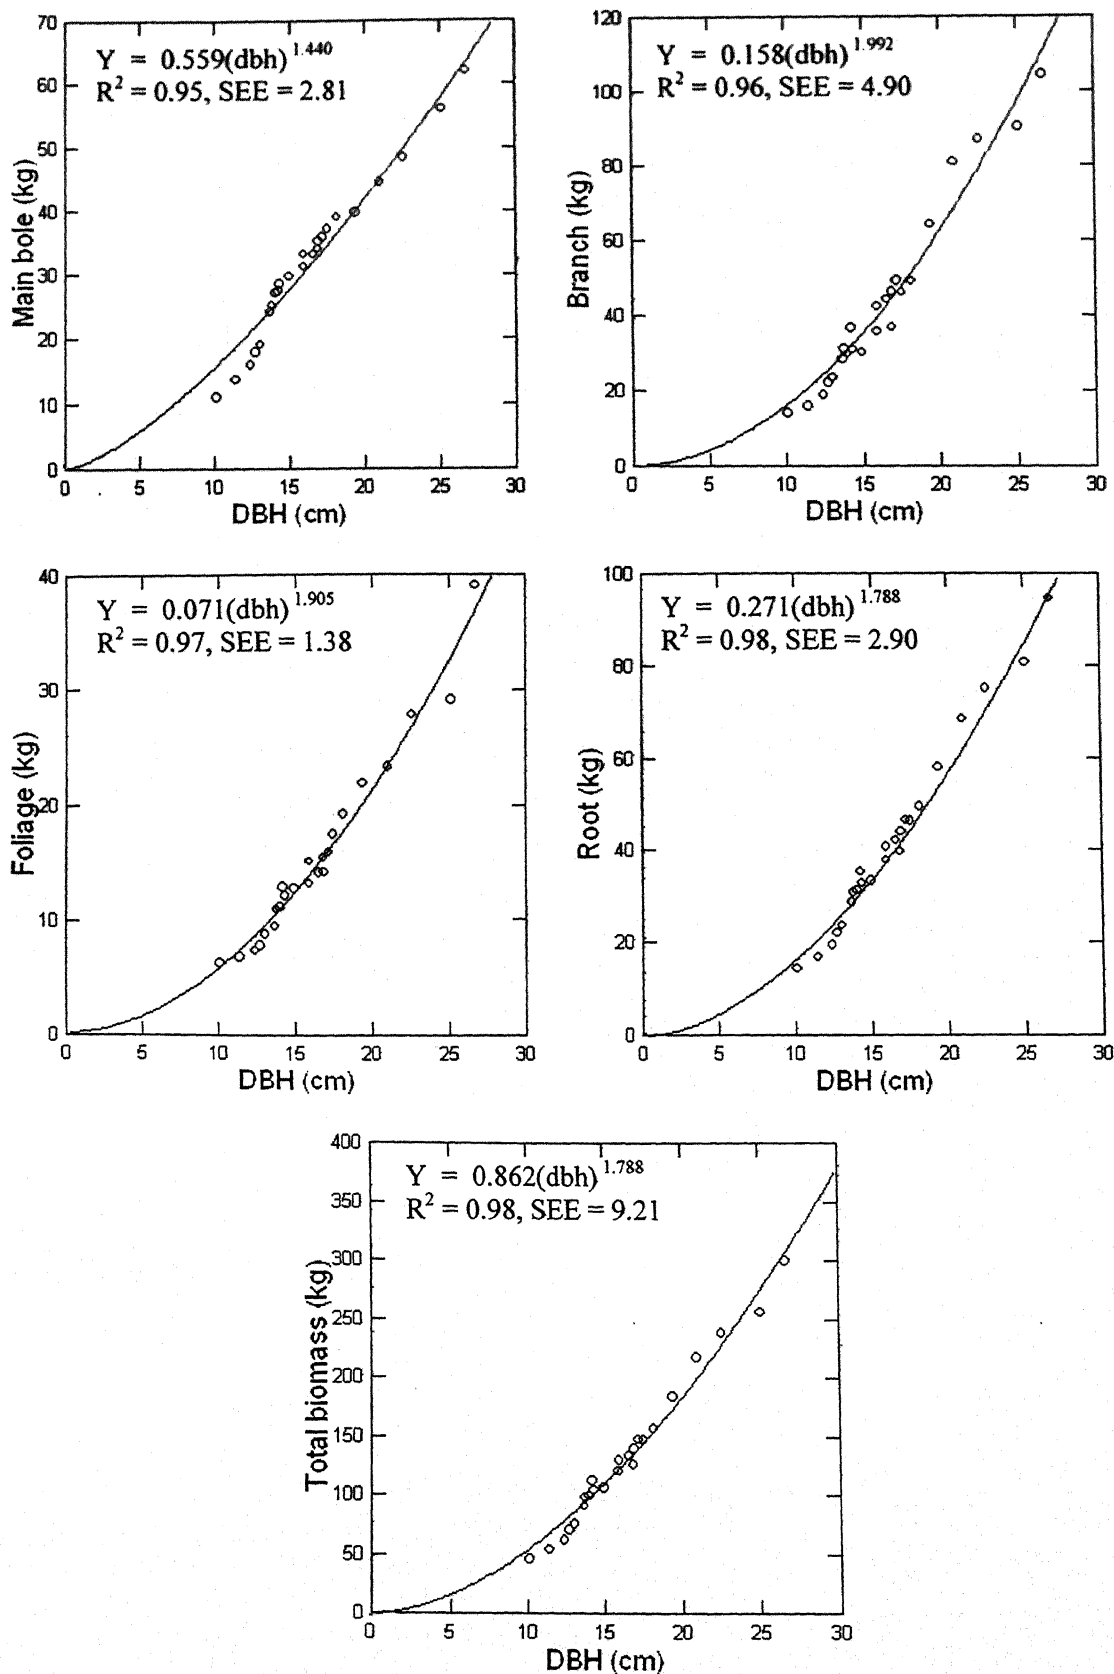 Y = 0.559(dbh)^1.440
R² = 0.95, SEE = 2.81
Main bole (kg)
70
60
50
40
30
20
10
0
0 5 10 15 20 25 30
DBH (cm)
Y = 0.158(dbh)^1.992
R² = 0.96, SEE = 4.90
Branch (kg)
120
100
80
60
40
20
0
0 5 10 15 20 25 30
DBH (cm)
Y = 0.071(dbh)^1.905
R² = 0.97, SEE = 1.38
Foliage (kg)
40
30
20
10
0
0 5 10 15 20 25 30
DBH (cm)
Y = 0.271(dbh)^1.788
R² = 0.98, SEE = 2.90
Root (kg)
100
80
60
40
20
0
0 5 10 15 20 25 30
DBH (cm)
Y = 0.862(dbh)^1.788
R² = 0.98, SEE = 9.21
Total biomass (kg)
400
350
300
250
200
150
100
50
0
0 5 10 15 20 25 30
DBH (cm)